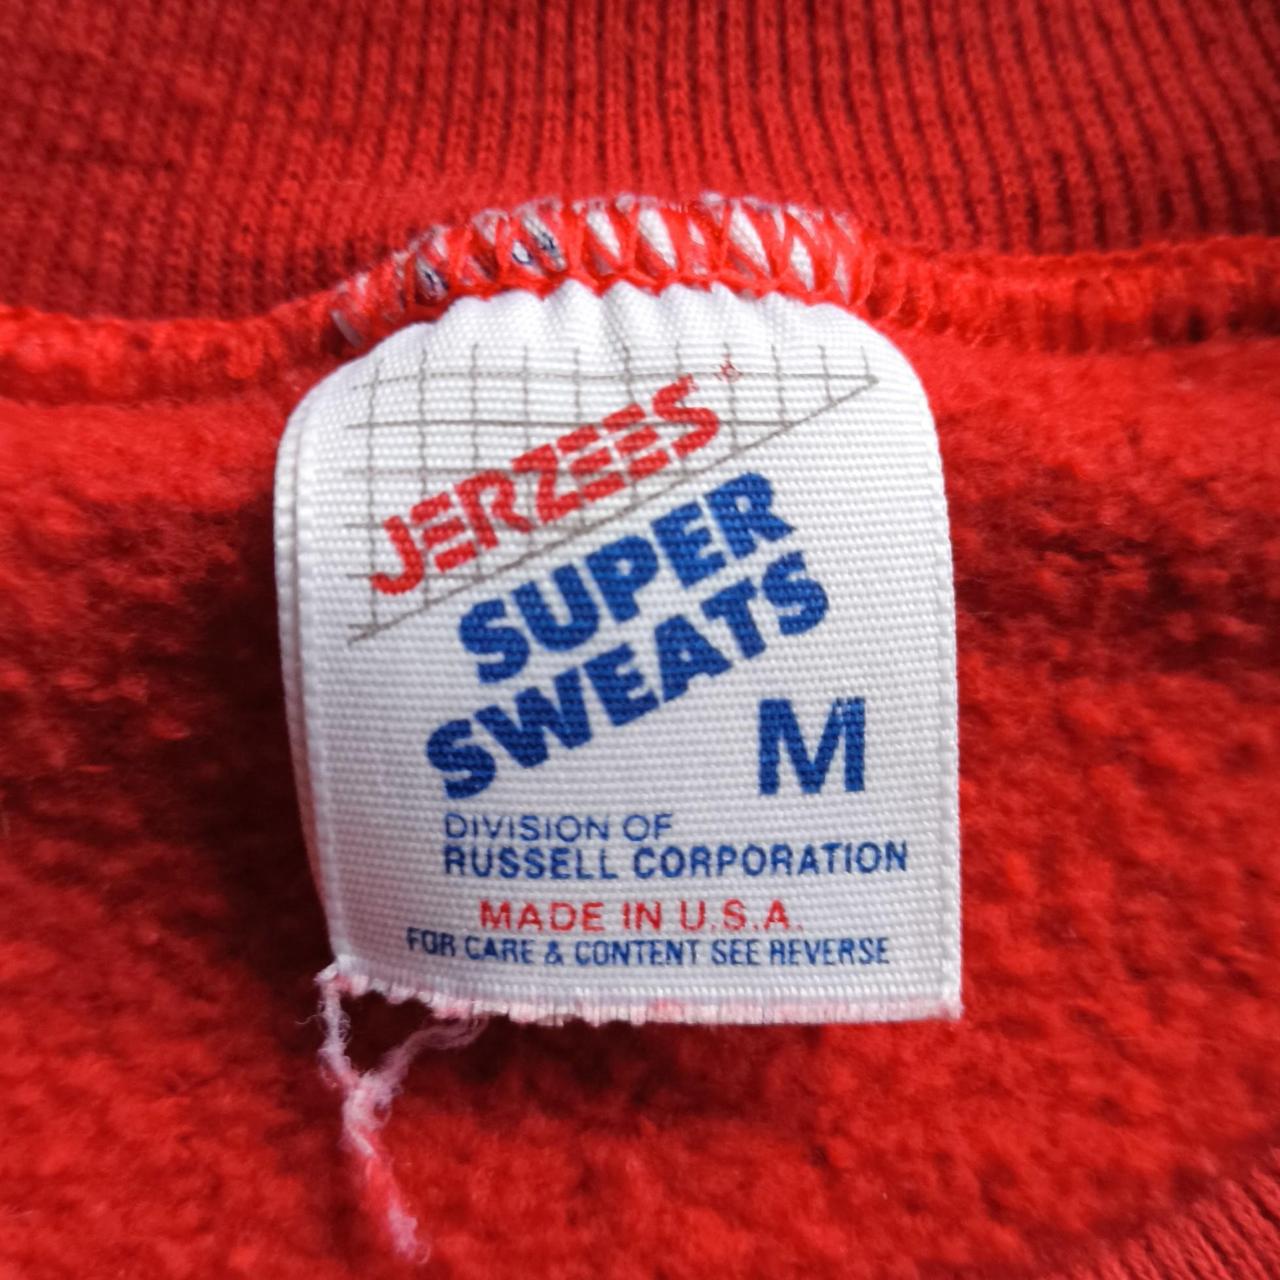 JERZEES
SUPER
SWEATS
M
DIVISION OF
RUSSELL CORPORATION
MADE IN U.S.A.
FOR CARE & CONTENT SEE REVERSE